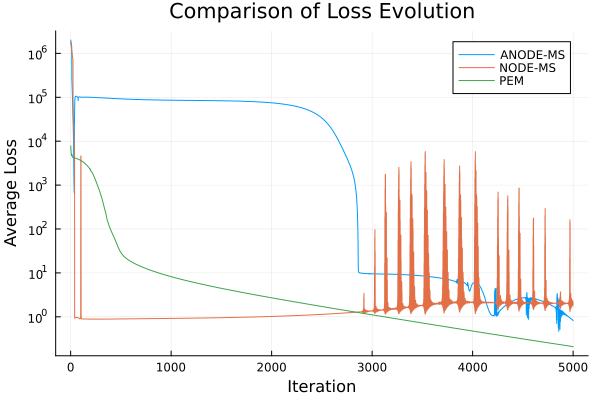 Comparison of Loss Evolution
ANODE-MS
NODE-MS
PEM
Average Loss
10^6
10^5
10^4
10^3
10^2
10^1
10^0
0 1000 2000 3000 4000 5000
Iteration